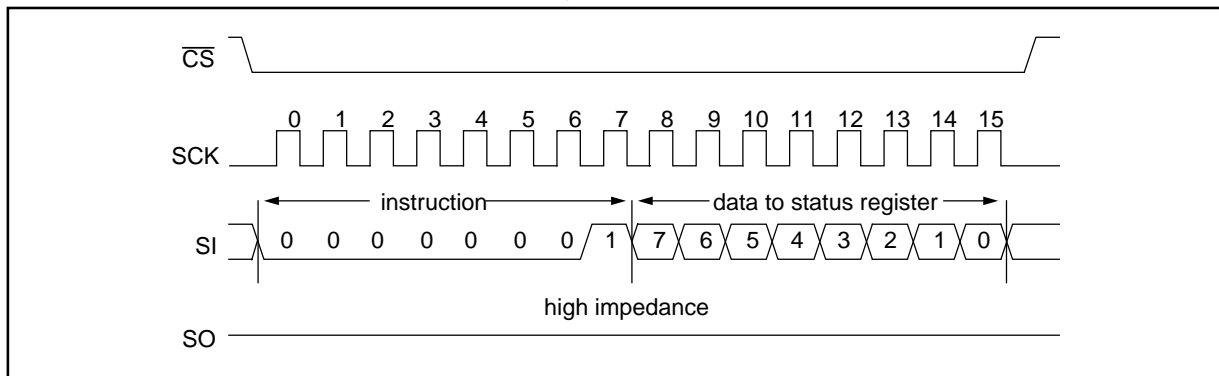 CS
0 1 2 3 4 5 6 7 8 9 10 11 12 13 14 15
SCK
instruction data to status register
SI 0 0 0 0 0 0 0 1 7 6 5 4 3 2 1 0
high impedance
SO